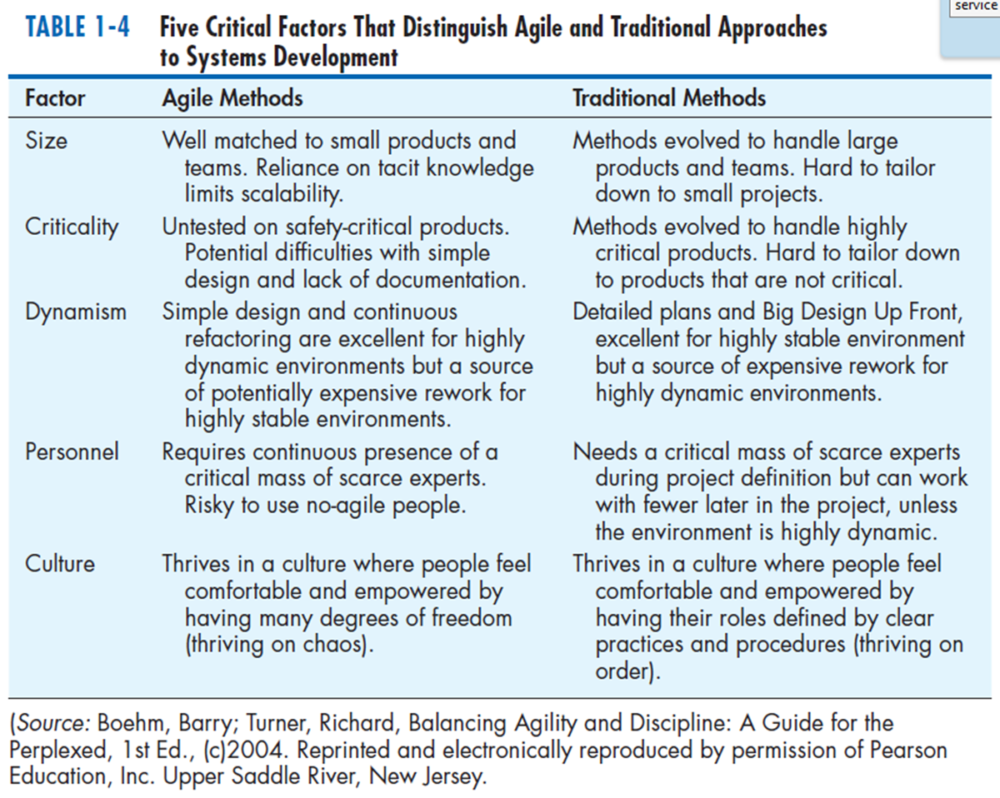 service
TABLE 1-4 Five Critical Factors That Distinguish Agile and Traditional Approaches
to Systems Development
Factor Agile Methods Traditional Methods
Size Well matched to small products and Methods evolved to handle large
teams. Reliance on tacit knowledge products and teams. Hard to tailor
limits scalability. down to small projects.
Criticality Untested on safety-critical products. Methods evolved to handle highly
Potential difficulties with simple critical products. Hard to tailor down
design and lack of documentation. to products that are not critical.
Dynamism Simple design and continuous Detailed plans and Big Design Up Front,
refactoring are excellent for highly excellent for highly stable environment
dynamic environments but a source but a source of expensive rework for
of potentially expensive rework for highly dynamic environments.
highly stable environments.
Personnel Requires continuous presence of a Needs a critical mass of scarce experts
critical mass of scarce experts. during project definition but can work
Risky to use no-agile people. with fewer later in the project, unless
the environment is highly dynamic.
Culture Thrives in a culture where people feel Thrives in a culture where people feel
comfortable and empowered by comfortable and empowered by
having many degrees of freedom having their roles defined by clear
(thriving on chaos). practices and procedures (thriving on
order).
(Source: Boehm, Barry; Turner, Richard, Balancing Agility and Discipline: A Guide for the
Perplexed, 1st Ed., (c)2004. Reprinted and electronically reproduced by permission of Pearson
Education, Inc. Upper Saddle River, New Jersey.